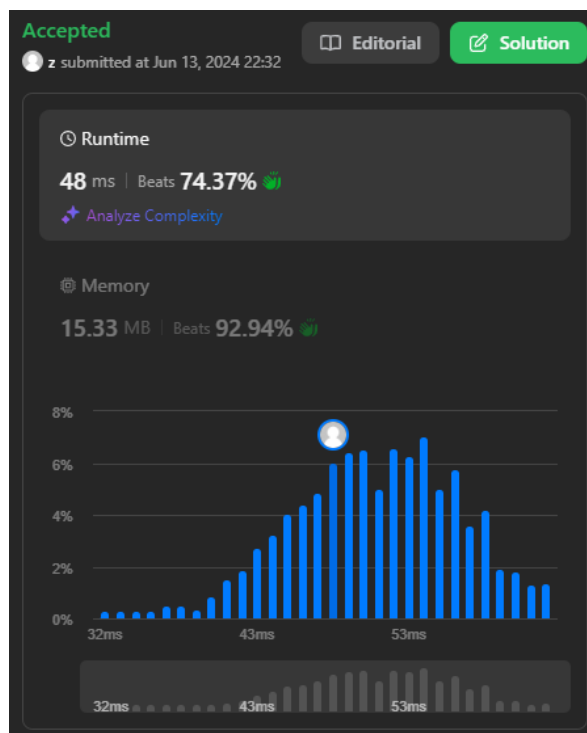 Accepted
Editorial
Solution
z submitted at Jun 13, 2024 22:32
Runtime
48 ms | Beats 74.37%
Analyze Complexity
Memory
15.33 MB | Beats 92.94%
8%
6%
4%
2%
0%
32ms 43ms 53ms
32ms 43ms 53ms